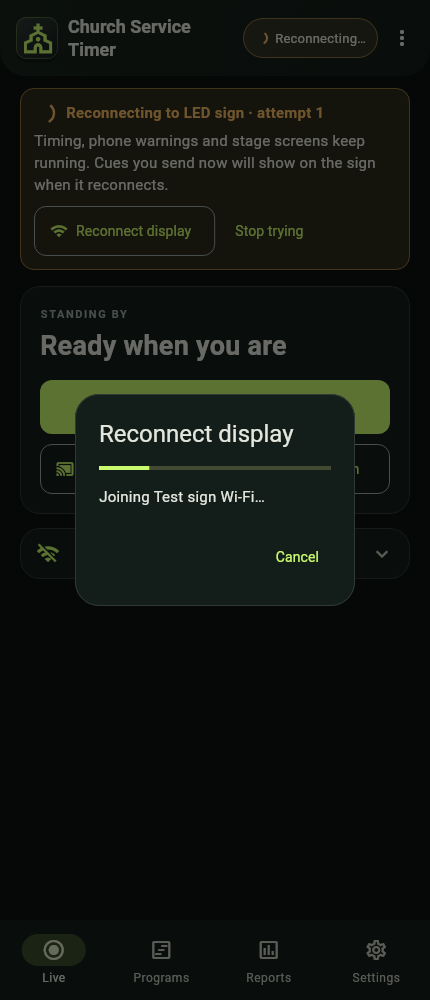 Church Service
Timer
Reconnecting…
Reconnecting to LED sign · attempt 1
Timing, phone warnings and stage screens keep
running. Cues you send now will show on the sign
when it reconnects.
Reconnect display
Stop trying
STANDING BY
Ready when you are
Reconnect display
Joining Test sign Wi-Fi…
Cancel
Live
Programs
Reports
Settings